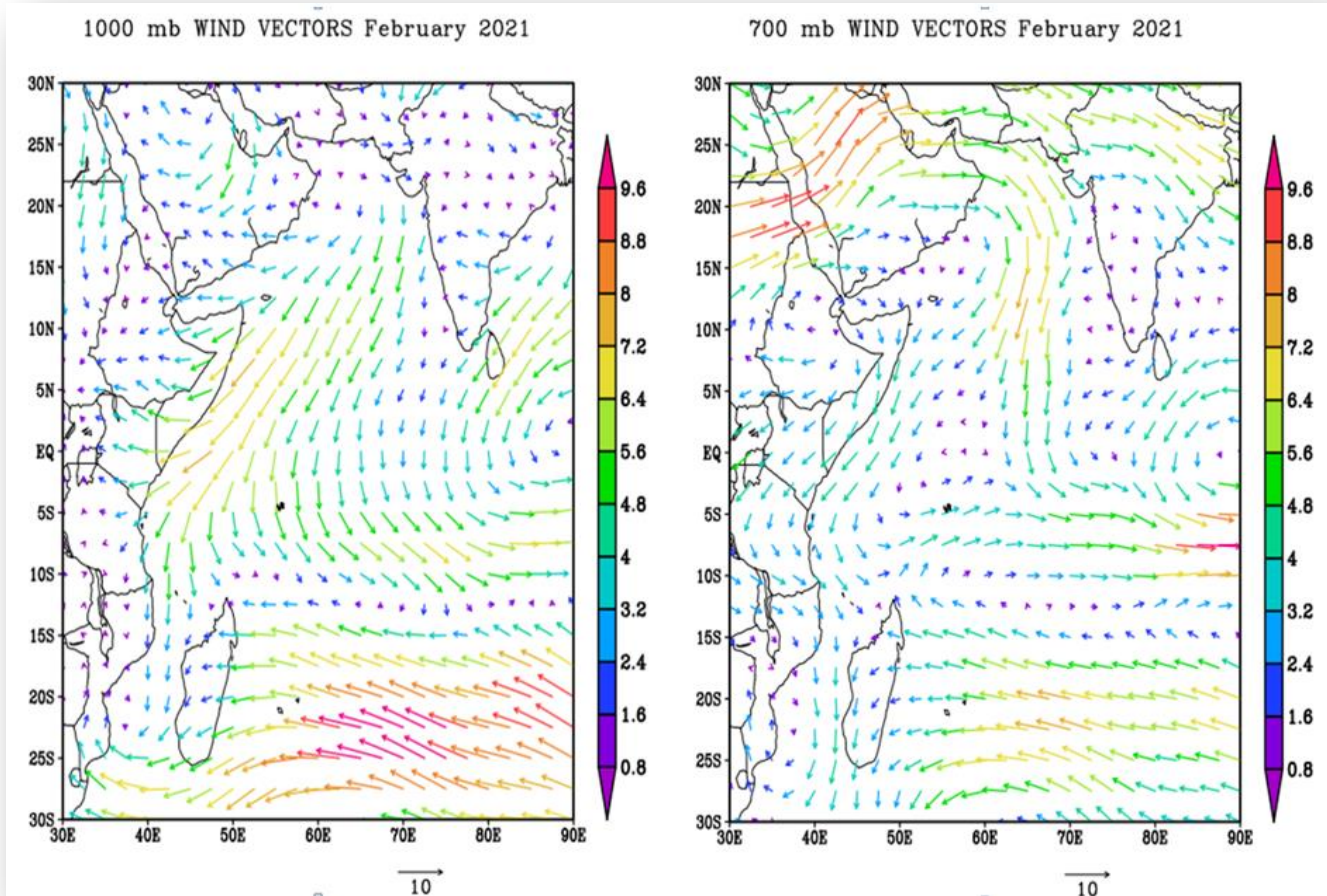 1000 mb WIND VECTORS February 2021
30N
25N
20N
15N
10N
5N
EQ
5S
10S
15S
20S
25S
30S
30E 40E 50E 60E 70E 80E 90E
9.6
8.8
8
7.2
6.4
5.6
4.8
4
3.2
2.4
1.6
0.8
10
700 mb WIND VECTORS February 2021
30N
25N
20N
15N
10N
5N
EQ
5S
10S
15S
20S
25S
30S
30E 40E 50E 60E 70E 80E 90E
9.6
8.8
8
7.2
6.4
5.6
4.8
4
3.2
2.4
1.6
0.8
10